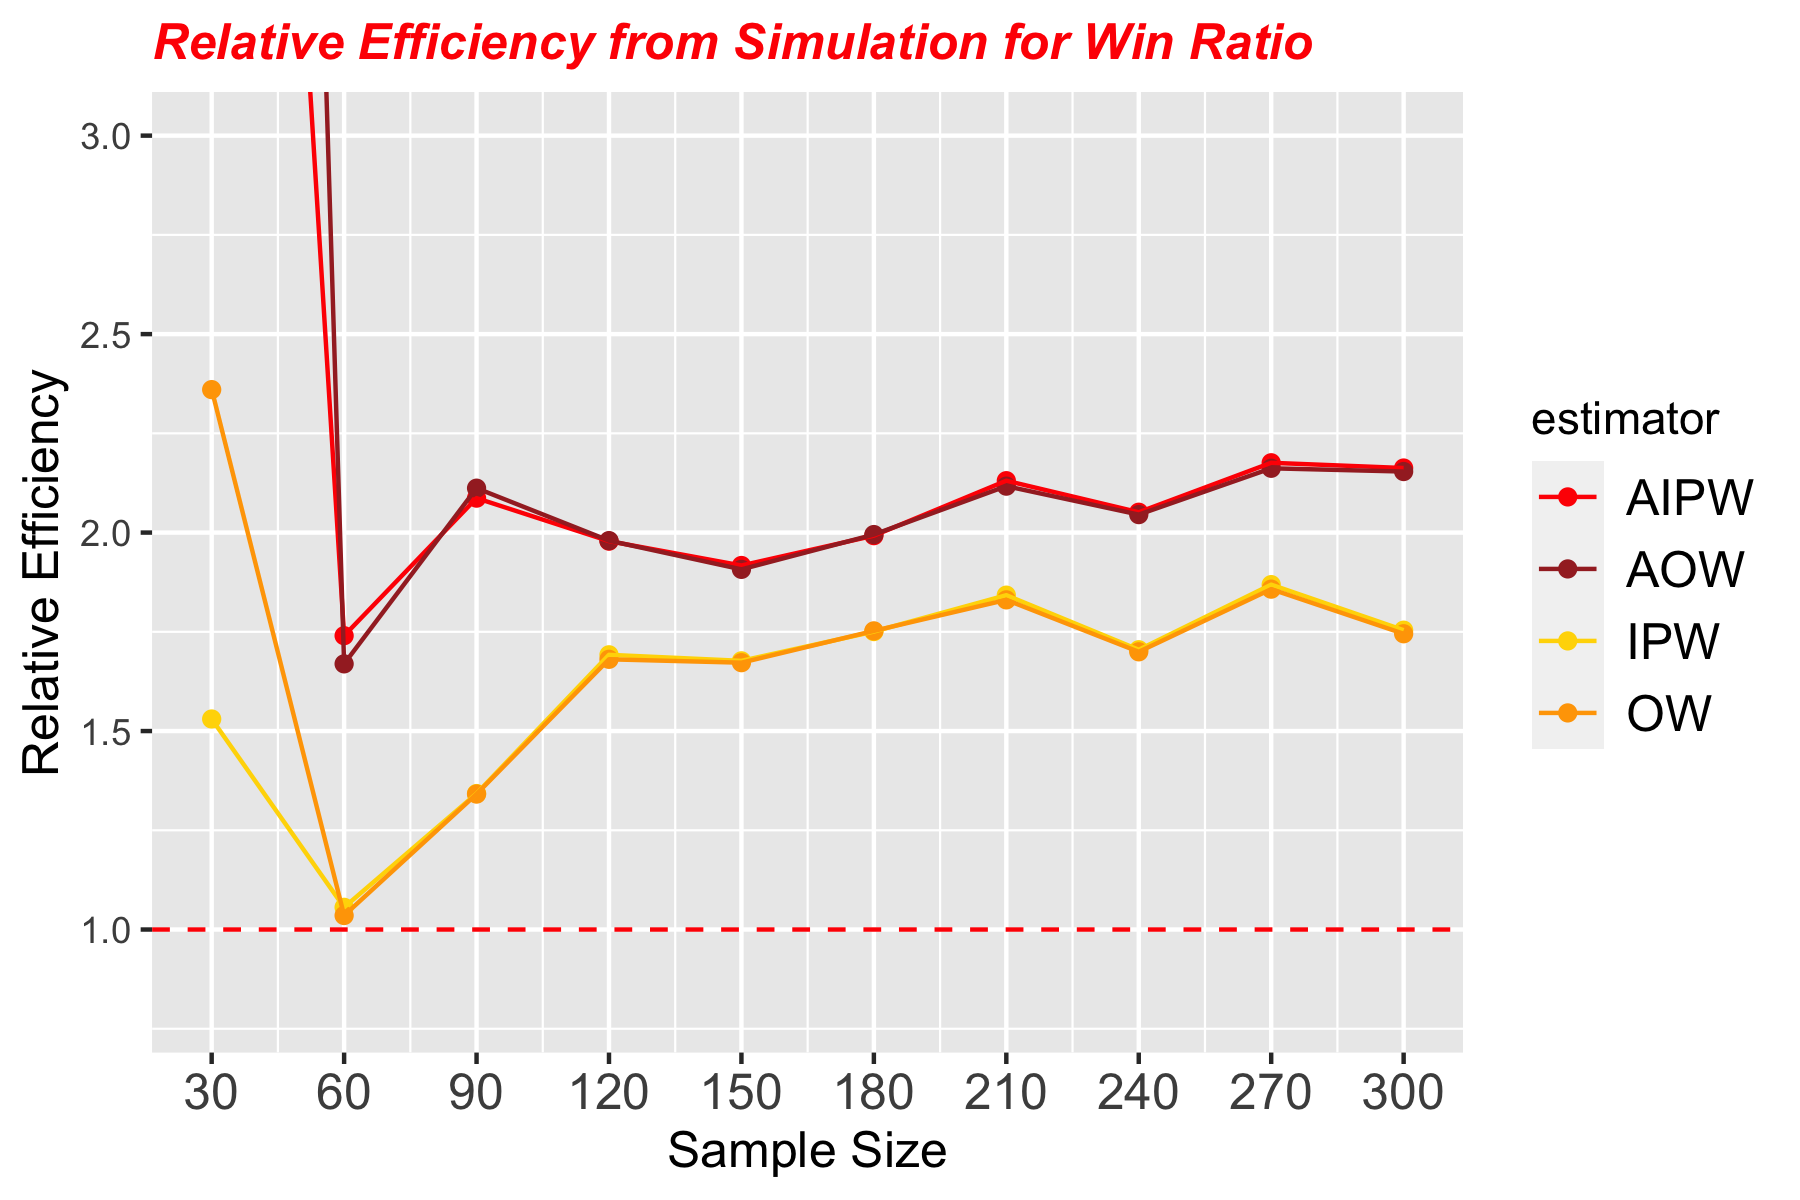 Relative Efficiency from Simulation for Win Ratio
Relative Efficiency
3.0
2.5
2.0
1.5
1.0
30 60 90 120 150 180 210 240 270 300
Sample Size
estimator
AIPW
AOW
IPW
OW